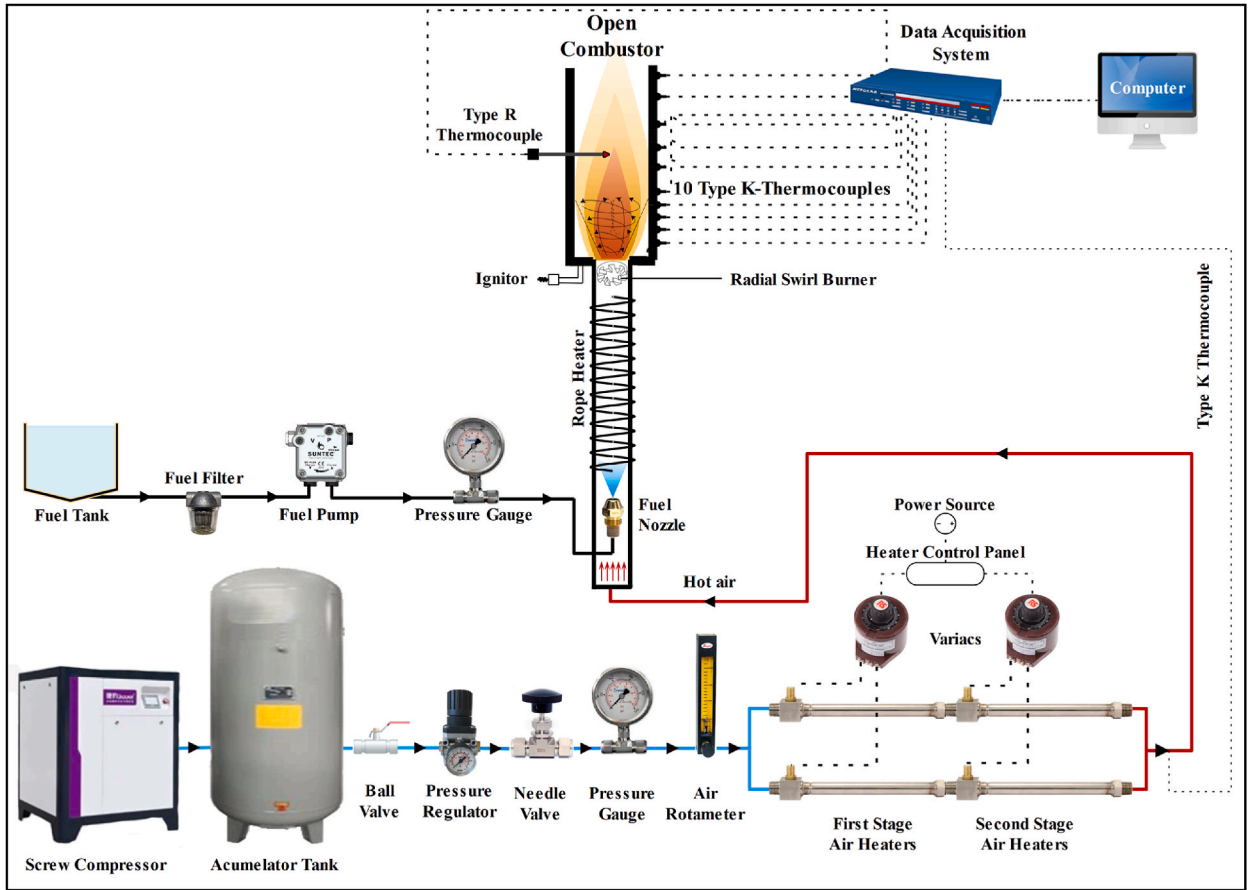 Open
Combustor
Data Acquisition
System
Computer
Type R
Thermocouple
10 Type K-Thermocouples
Ignitor
Radial Swirl Burner
Rope Heater
Type K Thermocouple
Fuel Filter
V P
SUNTEC
Fuel Tank
Fuel Pump
Pressure Gauge
Fuel
Nozzle
Power Source
Heater Control Panel
Hot air
Variacs
Ball
Valve
Pressure
Regulator
Needle
Valve
Pressure
Gauge
Air
Rotameter
First Stage
Air Heaters
Second Stage
Air Heaters
Screw Compressor
Acumelator Tank